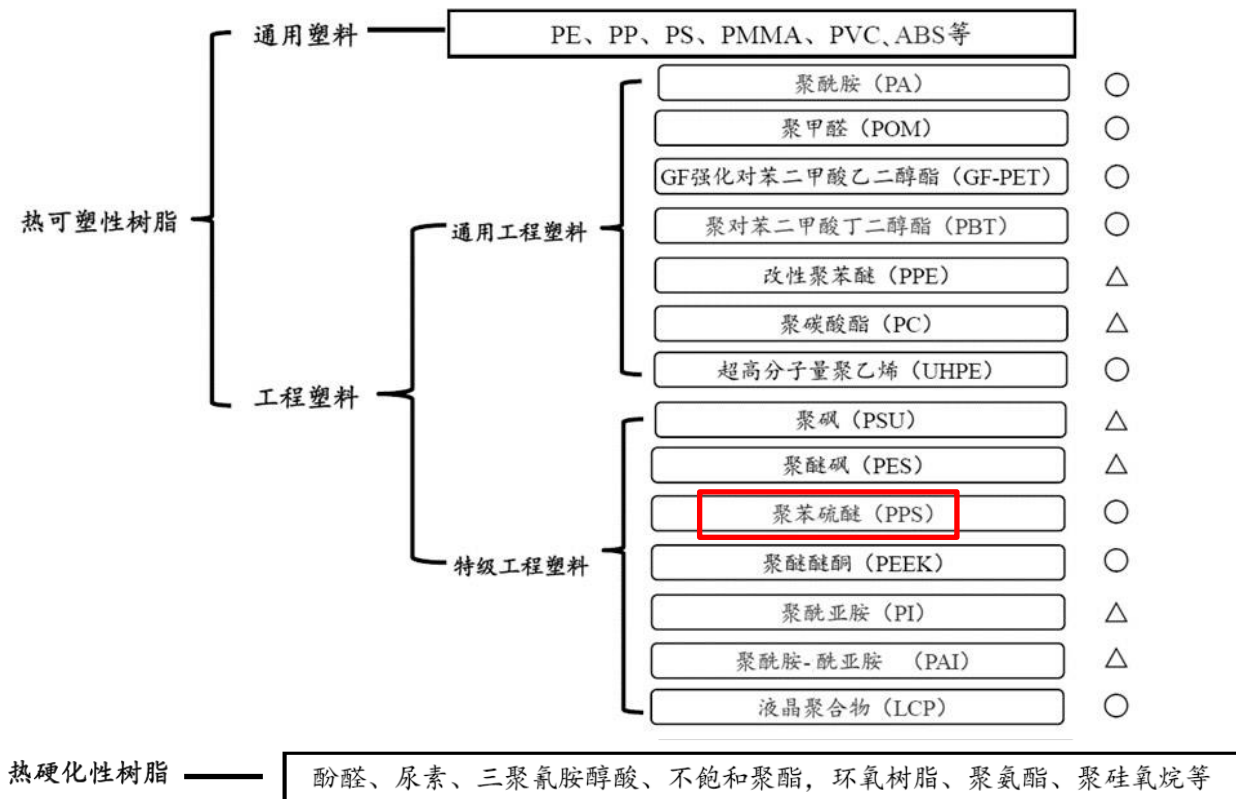 通用塑料
PE、PP、PS、PMMA、PVC、ABS等
热可塑性树脂
工程塑料
通用工程塑料
聚酰胺（PA）
聚甲醛（POM）
GF强化对苯二甲酸乙二醇酯（GF-PET）
聚对苯二甲酸丁二醇酯（PBT）
改性聚苯醚（PPE）
聚碳酸酯（PC）
超高分子量聚乙烯（UHPE）
特级工程塑料
聚砜（PSU）
聚醚砜（PES）
聚苯硫醚（PPS）
聚醚醚酮（PEEK）
聚酰亚胺（PI）
聚酰胺-酰亚胺 （PAI）
液晶聚合物（LCP）
热硬化性树脂
酚醛、尿素、三聚氰胺醇酸、不饱和聚酯，环氧树脂、聚氨酯、聚硅氧烷等